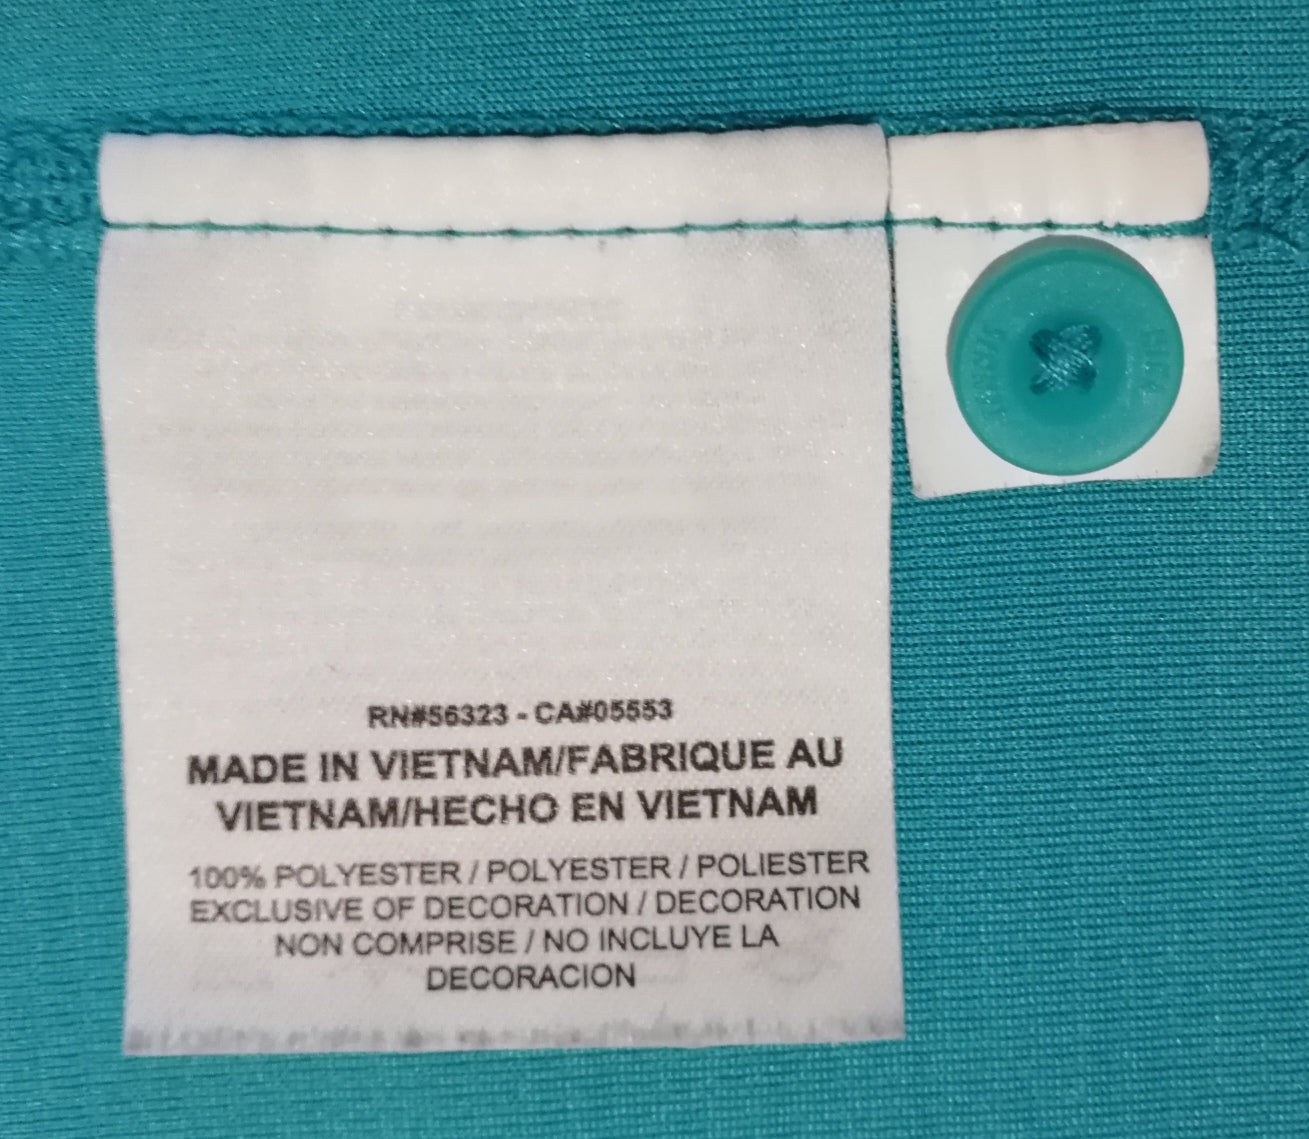 RN#56323 - CA#05553
MADE IN VIETNAM/FABRIQUE AU
VIETNAM/HECHO EN VIETNAM
100% POLYESTER / POLYESTER / POLIESTER
EXCLUSIVE OF DECORATION / DECORATION
NON COMPRISE / NO INCLUYE LA
DECORACION